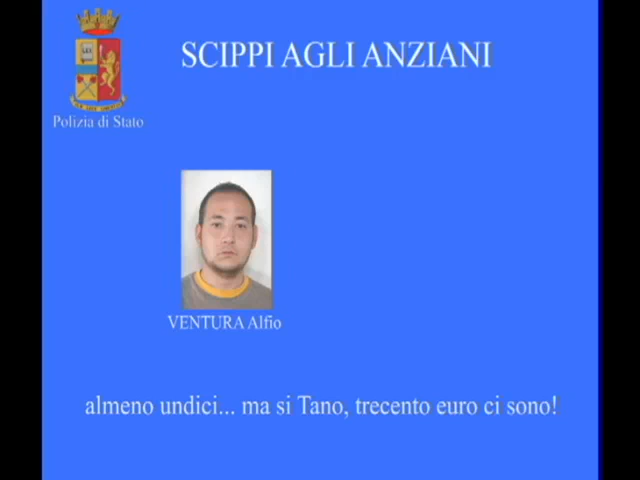 SCIPPI AGLI ANZIANI
Polizia di Stato
VENTURA Alfio
almeno undici... ma si Tano, trecento euro ci sono!